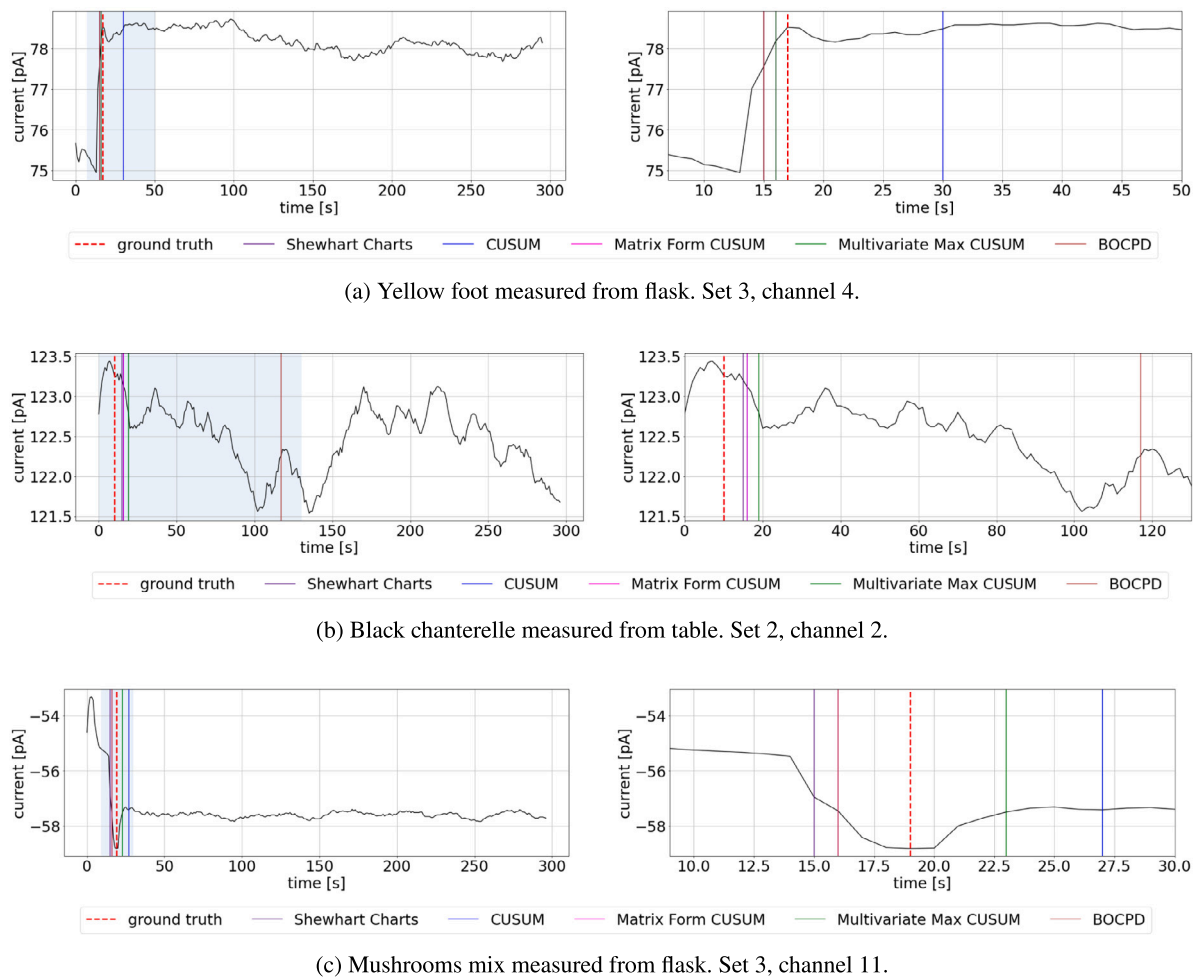 78
77
76
75
current [pA]
0 50 100 150 200 250 300
time [s]
78
77
76
75
current [pA]
10 15 20 25 30 35 40 45 50
time [s]
ground truth Shewhart Charts CUSUM Matrix Form CUSUM Multivariate Max CUSUM BOCPD
(a) Yellow foot measured from flask. Set 3, channel 4.
123.5
123.0
122.5
122.0
121.5
current [pA]
0 50 100 150 200 250 300
time [s]
123.5
123.0
122.5
122.0
121.5
current [pA]
0 20 40 60 80 100 120
time [s]
ground truth Shewhart Charts CUSUM Matrix Form CUSUM Multivariate Max CUSUM BOCPD
(b) Black chanterelle measured from table. Set 2, channel 2.
−54
−56
−58
current [pA]
0 50 100 150 200 250 300
time [s]
−54
−56
−58
current [pA]
10.0 12.5 15.0 17.5 20.0 22.5 25.0 27.5 30.0
time [s]
ground truth Shewhart Charts CUSUM Matrix Form CUSUM Multivariate Max CUSUM BOCPD
(c) Mushrooms mix measured from flask. Set 3, channel 11.